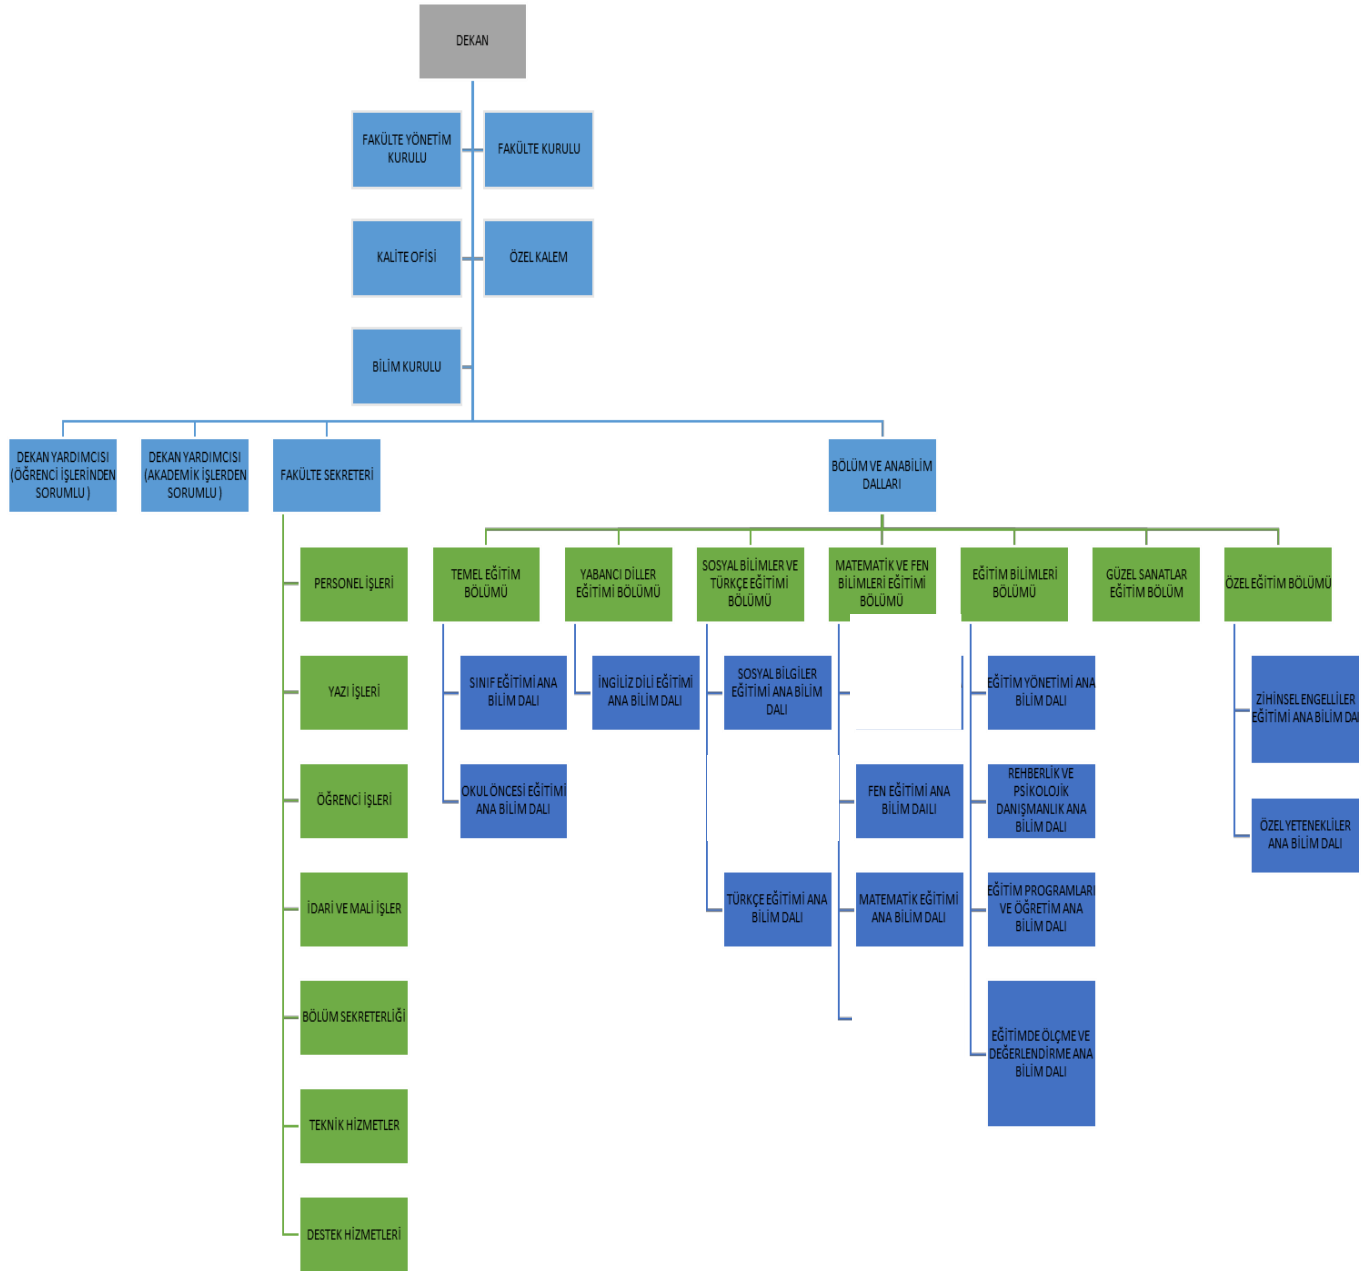 DEKAN
FAKÜLTE YÖNETİM
KURULU
FAKÜLTE KURULU
KALİTE OFİSİ
ÖZEL KALEM
BİLİM KURULU
DEKAN YARDIMCISI
(ÖĞRENCİ İŞLERİNDEN
SORUMLU )
DEKAN YARDIMCISI
(AKADEMİK İŞLERDEN
SORUMLU )
FAKÜLTE SEKRETERİ
BÖLÜM VE ANABİLİM
DALLARI
PERSONEL İŞLERİ
YAZI İŞLERİ
ÖĞRENCİ İŞLERİ
İDARİ VE MALİ İŞLER
BÖLÜM SEKRETERLİĞİ
TEKNİK HİZMETLER
DESTEK HİZMETLERİ
TEMEL EĞİTİM
BÖLÜMÜ
SINIF EĞİTİMİ ANA
BİLİM DALI
OKUL ÖNCESİ EĞİTİMİ
ANA BİLİM DALI
YABANCI DİLLER
EĞİTİMİ BÖLÜMÜ
İNGİLİZ DİLİ EĞİTİMİ
ANA BİLİM DALI
SOSYAL BİLİMLER VE
TÜRKÇE EĞİTİMİ
BÖLÜMÜ
SOSYAL BİLGİLER
EĞİTİMİ ANA BİLİM
DALI
TÜRKÇE EĞİTİMİ ANA
BİLİM DALI
MATEMATİK VE FEN
BİLİMLERİ EĞİTİMİ
BÖLÜMÜ
FEN EĞİTİMİ ANA
BİLİM DAILI
MATEMATİK EĞİTİMİ
ANA BİLİM DALI
EĞİTİM BİLİMLERİ
BÖLÜMÜ
EĞİTİM YÖNETİMİ ANA
BİLİM DALI
REHBERLİK VE
PSİKOLOJİK
DANIŞMANLIK ANA
BİLİM DALI
EĞİTİM PROGRAMLARI
VE ÖĞRETİM ANA
BİLİM DALI
EĞİTİMDE ÖLÇME VE
DEĞERLENDİRME ANA
BİLİM DALI
GÜZEL SANATLAR
EĞİTİM BÖLÜM
ÖZEL EĞİTİM BÖLÜMÜ
ZİHİNSEL ENGELLİLER
EĞİTİMİ ANA BİLİM DAL
ÖZEL YETENEKLİLER
ANA BİLİM DALI